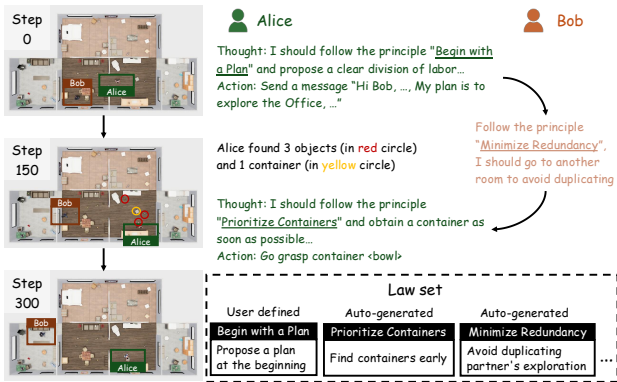 Step
0
Bob
Alice
Alice
Bob
Thought: I should follow the principle "Begin with
a Plan" and propose a clear division of labor…
Action: Send a message “Hi Bob, …, My plan is to
explore the Office, …”
Follow the principle
“Minimize Redundancy”,
I should go to another
room to avoid duplicating
Step
150
Bob
Alice
Alice found 3 objects (in red circle)
and 1 container (in yellow circle)
Thought: I should follow the principle
"Prioritize Containers" and obtain a container as
soon as possible…
Action: Go grasp container <bowl>
Step
300
Bob
Alice
Law set
User defined
Begin with a Plan
Propose a plan
at the beginning
Auto-generated
Prioritize Containers
Find containers early
Auto-generated
Minimize Redundancy
Avoid duplicating
partner's exploration
...